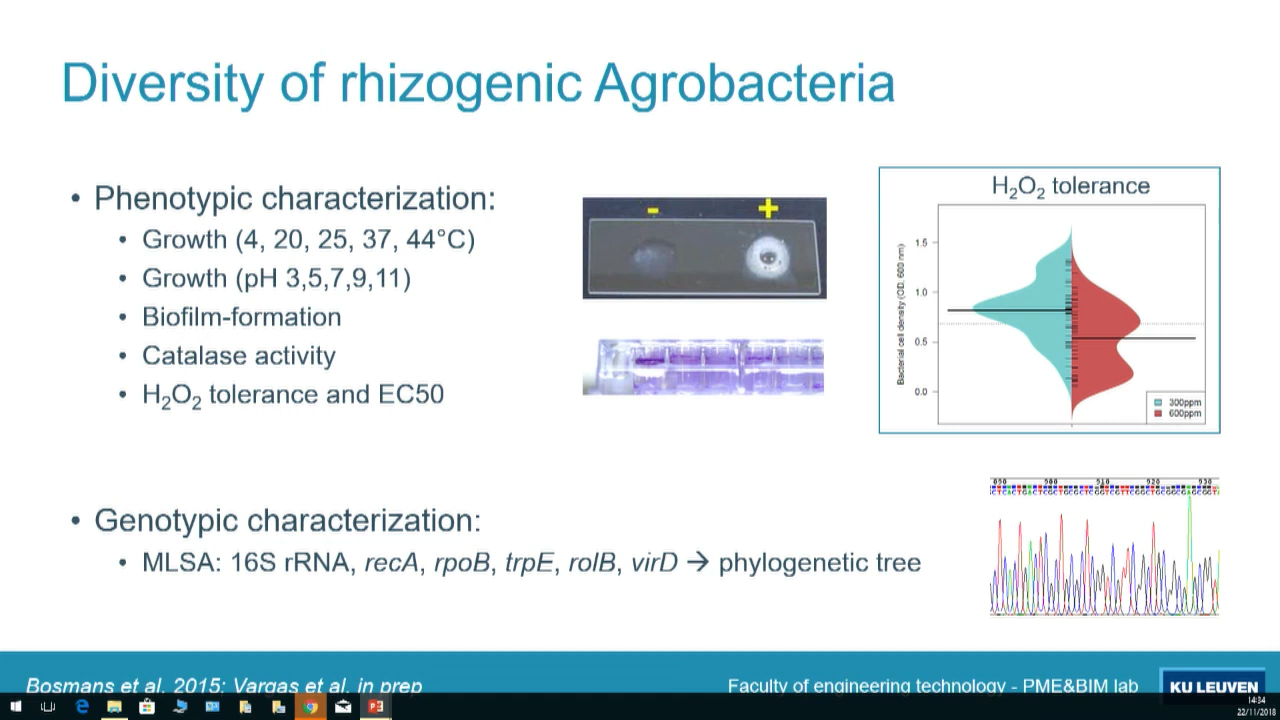 Diversity of rhizogenic Agrobacteria
• Phenotypic characterization:
• Growth (4, 20, 25, 37, 44°C)
• Growth (pH 3,5,7,9,11)
• Biofilm-formation
• Catalase activity
• H₂O₂ tolerance and EC50
- +
H₂O₂ tolerance
Bacterial cell density (OD, 600 nm)
1.5
1.0
0.5
0.0
300ppm
600ppm
• Genotypic characterization:
• MLSA: 16S rRNA, recA, rpoB, trpE, rolB, virD → phylogenetic tree
900 910 920 930
Bosmans et al. 2015; Vargas et al. in prep
Faculty of engineering technology - PME&BIM lab
KU LEUVEN
14:34
22/11/2018